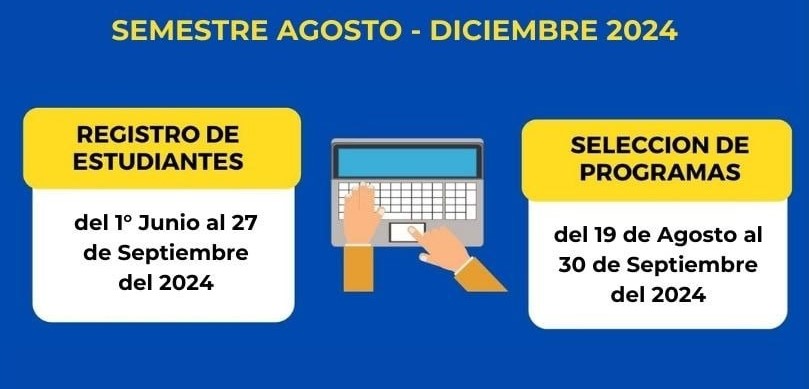 SEMESTRE AGOSTO - DICIEMBRE 2024
REGISTRO DE
ESTUDIANTES
del 1° Junio al 27
de Septiembre
del 2024
SELECCION DE
PROGRAMAS
del 19 de Agosto al
30 de Septiembre
del 2024